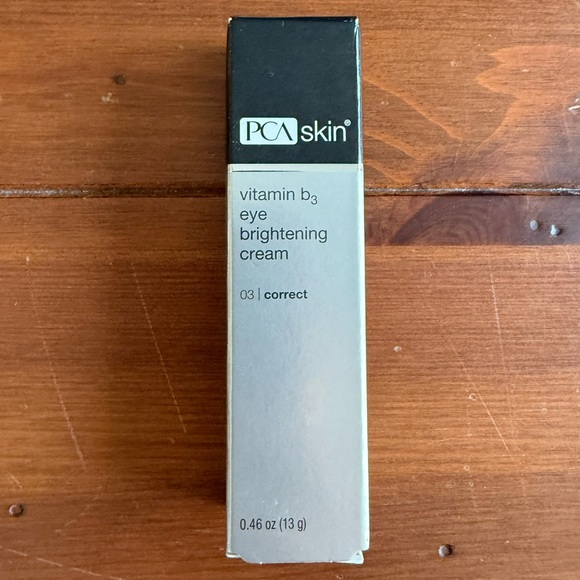 PCA skin®
vitamin b₃
eye
brightening
cream
03 | correct
0.46 oz (13 g)